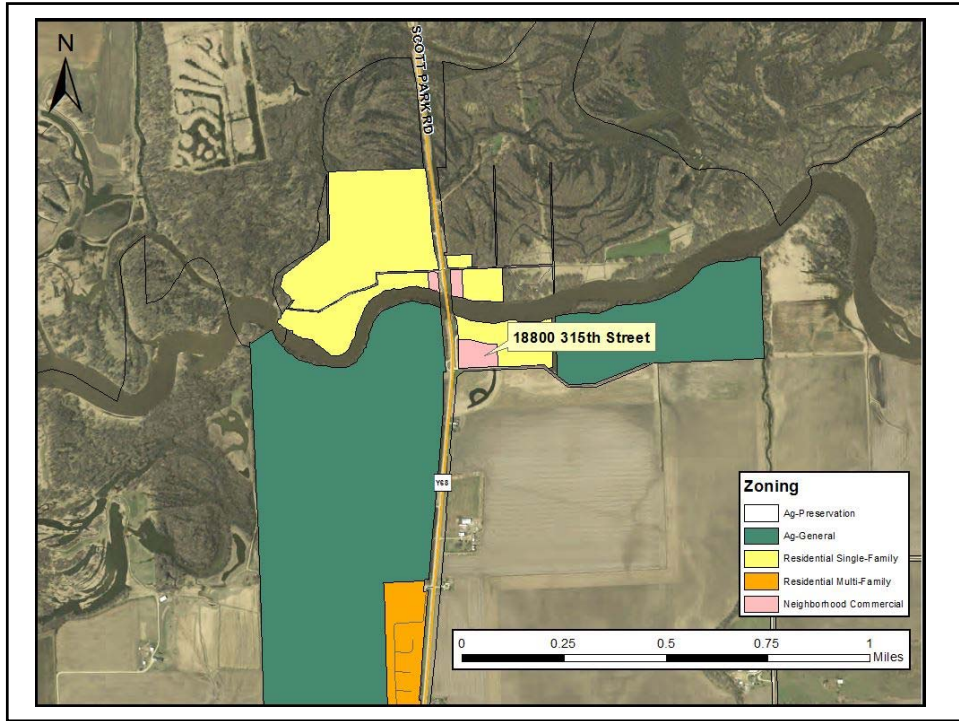 N
SCOTT PARK RD
18800 315th Street
Y68
Zoning
Ag-Preservation
Ag-General
Residential Single-Family
Residential Multi-Family
Neighborhood Commercial
0 0.25 0.5 0.75 1
Miles